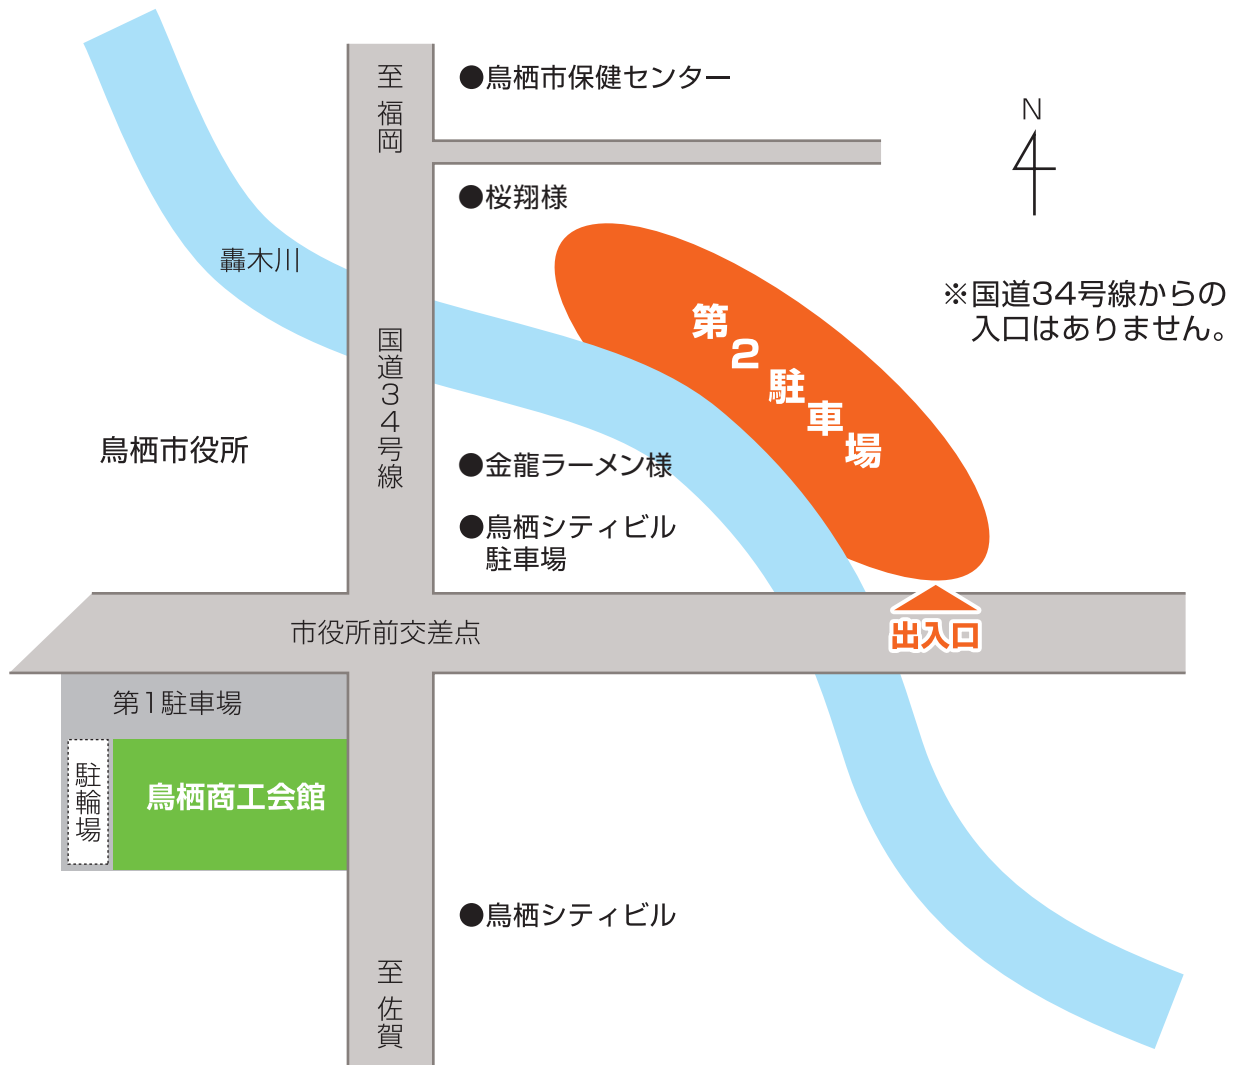 至 福岡
●鳥栖市保健センター
N
●桜翔様
轟木川
※国道34号線からの
入口はありません。
第2駐車場
国道34号線
鳥栖市役所
●金龍ラーメン様
●鳥栖シティビル
駐車場
市役所前交差点
出入口
第1駐車場
駐輪場
鳥栖商工会館
●鳥栖シティビル
至 佐賀